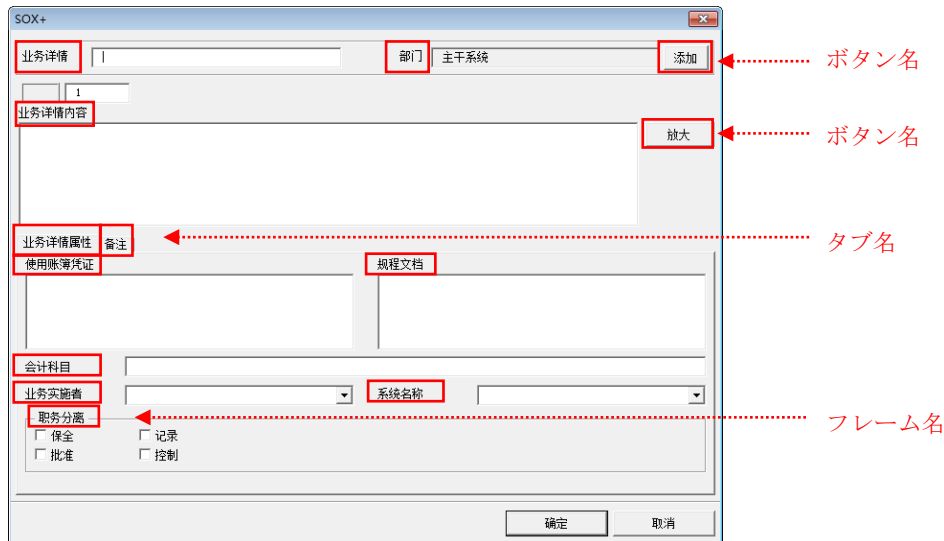 SOX+
业务详情 部门 主干系统 添加 ボタン名
1
业务详情内容
放大 ボタン名
业务详情属性 备注 タブ名
使用账簿凭证 规程文档
会计科目
业务实施者 系统名称
职务分离 フレーム名
保全 记录
批准 控制
确定 取消